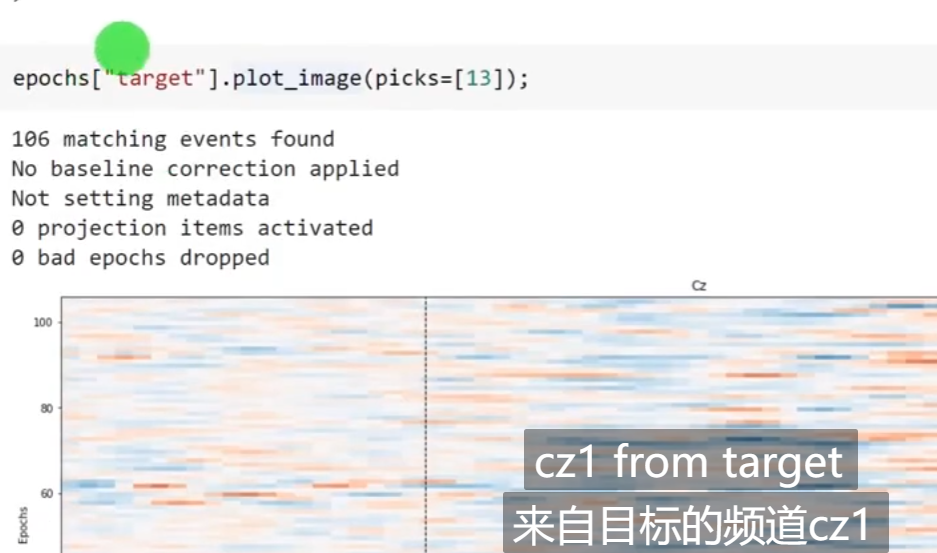 epochs["target"].plot_image(picks=[13]);
106 matching events found
No baseline correction applied
Not setting metadata
0 projection items activated
0 bad epochs dropped
Cz
100
80
60
Epochs
cz1 from target
来自目标的频道cz1